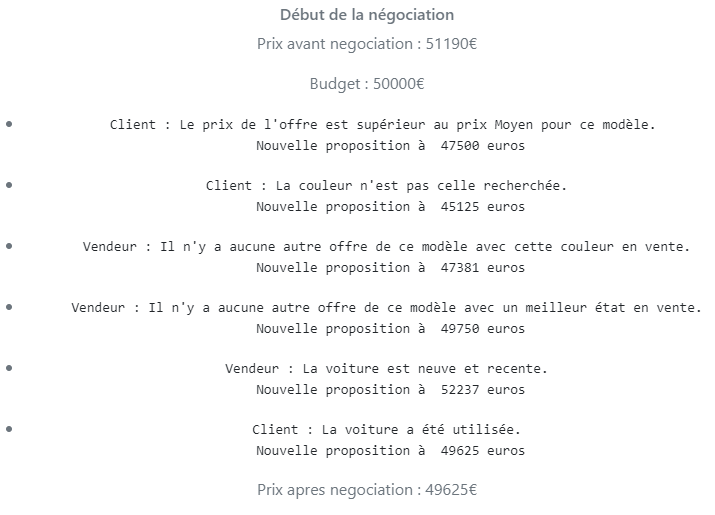 Début de la négociation
Prix avant negociation : 51190€
Budget : 50000€
Client : Le prix de l'offre est supérieur au prix Moyen pour ce modèle.
Nouvelle proposition à  47500 euros
Client : La couleur n'est pas celle recherchée.
Nouvelle proposition à  45125 euros
Vendeur : Il n'y a aucune autre offre de ce modèle avec cette couleur en vente.
Nouvelle proposition à  47381 euros
Vendeur : Il n'y a aucune autre offre de ce modèle avec un meilleur état en vente.
Nouvelle proposition à  49750 euros
Vendeur : La voiture est neuve et recente.
Nouvelle proposition à  52237 euros
Client : La voiture a été utilisée.
Nouvelle proposition à  49625 euros
Prix apres negociation : 49625€